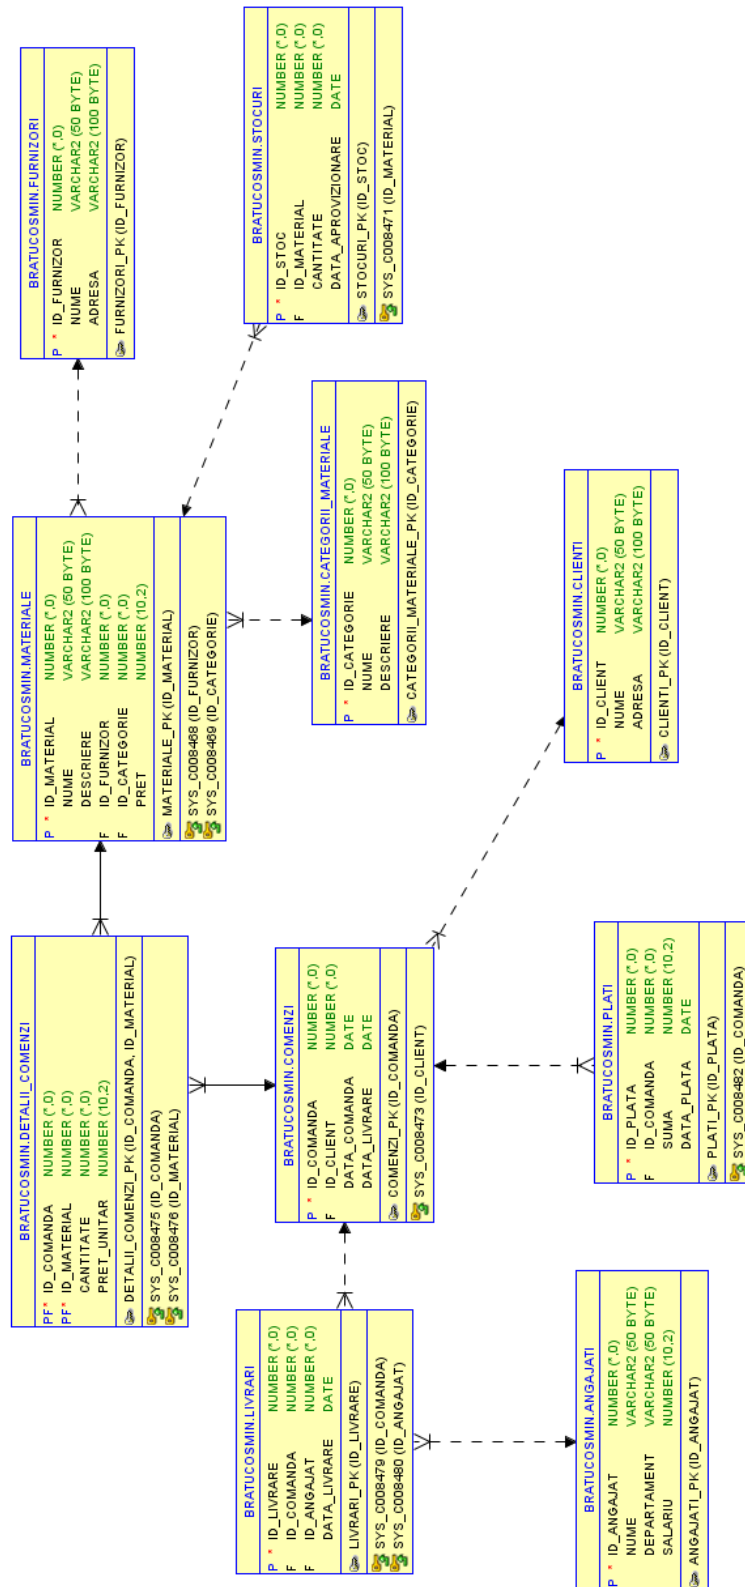 BRATUCOSMIN.FURNIZORI
P * ID_FURNIZOR NUMBER (*,0)
NUME VARCHAR2 (50 BYTE)
ADRESA VARCHAR2 (100 BYTE)
FURNIZORI_PK (ID_FURNIZOR)
BRATUCOSMIN.STOCURI
P * ID_STOC NUMBER (*,0)
F ID_MATERIAL NUMBER (*,0)
CANTITATE NUMBER (*,0)
DATA_APROVIZIONARE DATE
STOCURI_PK (ID_STOC)
SYS_C008471 (ID_MATERIAL)
BRATUCOSMIN.MATERIALE
P * ID_MATERIAL NUMBER (*,0)
NUME VARCHAR2 (50 BYTE)
DESCRIERE VARCHAR2 (100 BYTE)
F ID_FURNIZOR NUMBER (*,0)
F ID_CATEGORIE NUMBER (*,0)
PRET NUMBER (10,2)
MATERIALE_PK (ID_MATERIAL)
SYS_C008468 (ID_FURNIZOR)
SYS_C008469 (ID_CATEGORIE)
BRATUCOSMIN.CATEGORII_MATERIALE
P * ID_CATEGORIE NUMBER (*,0)
NUME VARCHAR2 (50 BYTE)
DESCRIERE VARCHAR2 (100 BYTE)
CATEGORII_MATERIALE_PK (ID_CATEGORIE)
BRATUCOSMIN.CLIENTI
P * ID_CLIENT NUMBER (*,0)
NUME VARCHAR2 (50 BYTE)
ADRESA VARCHAR2 (100 BYTE)
CLIENTI_PK (ID_CLIENT)
BRATUCOSMIN.DETALII_COMENZI
PF* ID_COMANDA NUMBER (*,0)
PF* ID_MATERIAL NUMBER (*,0)
CANTITATE NUMBER (*,0)
PRET_UNITAR NUMBER (10,2)
DETALII_COMENZI_PK (ID_COMANDA, ID_MATERIAL)
SYS_C008475 (ID_COMANDA)
SYS_C008476 (ID_MATERIAL)
BRATUCOSMIN.COMENZI
P * ID_COMANDA NUMBER (*,0)
F ID_CLIENT NUMBER (*,0)
DATA_COMANDA DATE
DATA_LIVRARE DATE
COMENZI_PK (ID_COMANDA)
SYS_C008473 (ID_CLIENT)
BRATUCOSMIN.PLATI
P * ID_PLATA NUMBER (*,0)
F ID_COMANDA NUMBER (*,0)
SUMA NUMBER (10,2)
DATA_PLATA DATE
PLATI_PK (ID_PLATA)
SYS_C008482 (ID_COMANDA)
BRATUCOSMIN.LIVRARI
P * ID_LIVRARE NUMBER (*,0)
F ID_COMANDA NUMBER (*,0)
F ID_ANGAJAT NUMBER (*,0)
DATA_LIVRARE DATE
LIVRARI_PK (ID_LIVRARE)
SYS_C008479 (ID_COMANDA)
SYS_C008480 (ID_ANGAJAT)
BRATUCOSMIN.ANGAJATI
P * ID_ANGAJAT NUMBER (*,0)
NUME VARCHAR2 (50 BYTE)
DEPARTAMENT VARCHAR2 (50 BYTE)
SALARIU NUMBER (10,2)
ANGAJATI_PK (ID_ANGAJAT)